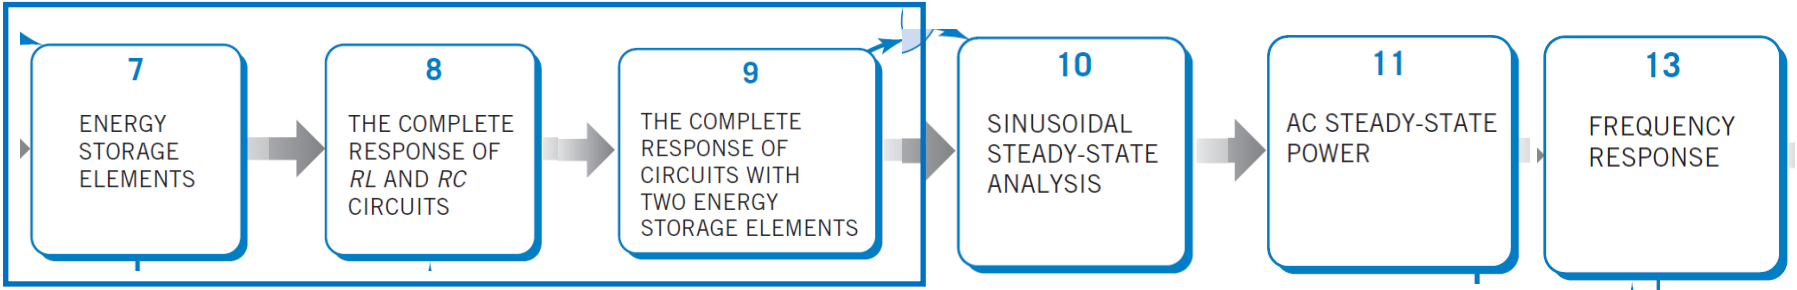 7
ENERGY
STORAGE
ELEMENTS
8
THE COMPLETE
RESPONSE OF
RL AND RC
CIRCUITS
9
THE COMPLETE
RESPONSE OF
CIRCUITS WITH
TWO ENERGY
STORAGE ELEMENTS
10
SINUSOIDAL
STEADY-STATE
ANALYSIS
11
AC STEADY-STATE
POWER
13
FREQUENCY
RESPONSE